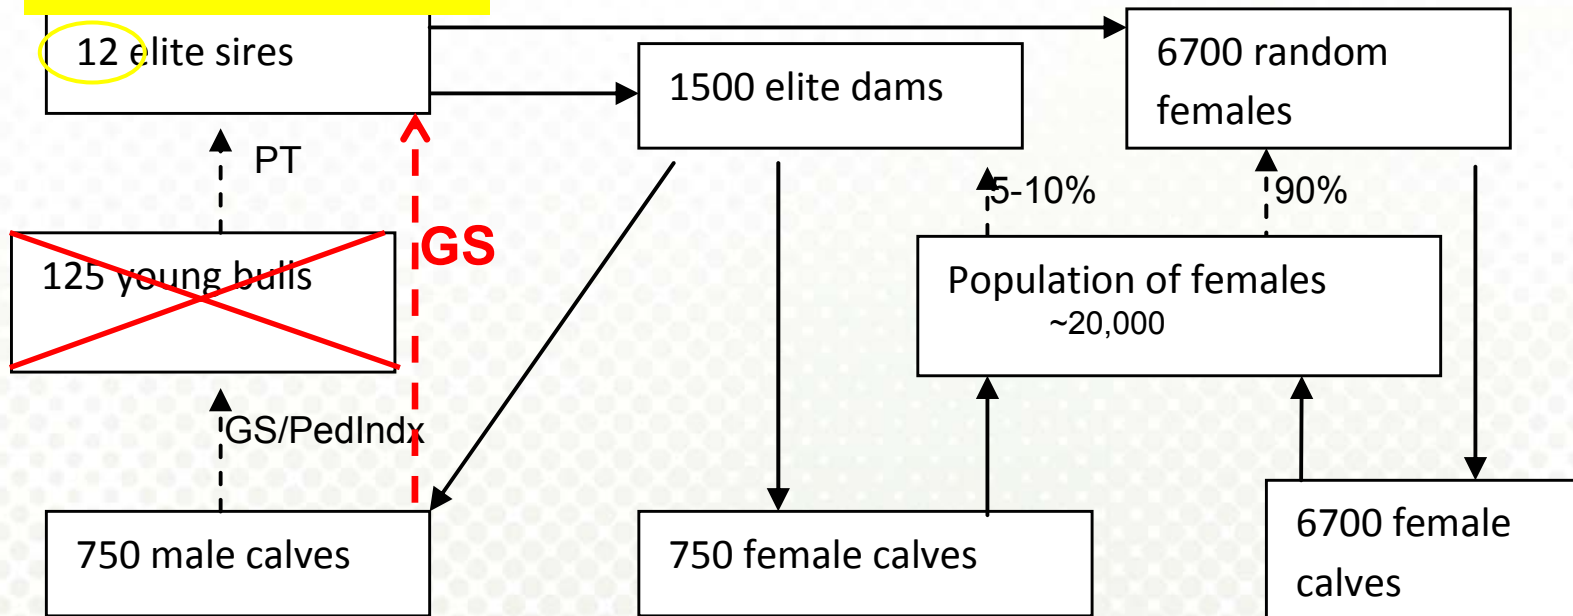 12 elite sires
1500 elite dams
6700 random
females
PT
5-10%
90%
GS
125 young bulls
Population of females
~20,000
GS/PedIndx
750 male calves
750 female calves
6700 female
calves